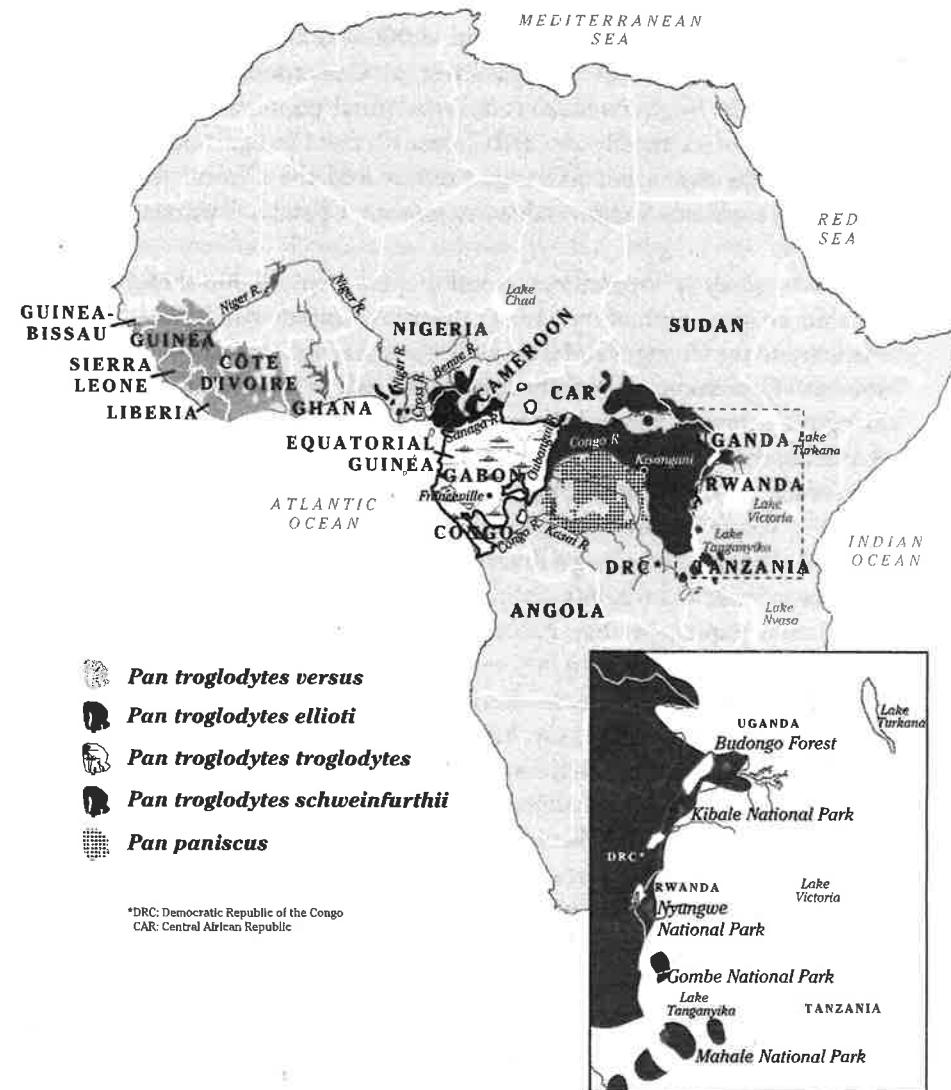 MEDITERRANEAN
SEA
RED
SEA
Lake
Chad
Niger R.
Niger R.
GUINEA-
BISSAU
GUINEA
NIGERIA
SUDAN
SIERRA
LEONE
CÔTE
D'IVOIRE
CAMEROON
Benue R.
Niger R.
Cross R.
CAR
LIBERIA
GHANA
Sanaga R.
EQUATORIAL
GUINEA
Oubangui R.
Congo R
Kisangani
UGANDA
Lake
Turkana
GABON
Franceville
RWANDA
ATLANTIC
OCEAN
Lake
Victoria
CONGO
Congo R.
Kasai R.
Lake
Tanganyika
INDIAN
OCEAN
DRC*
TANZANIA
ANGOLA
Lake
Nyasa
Pan troglodytes versus
Pan troglodytes ellioti
Pan troglodytes troglodytes
Pan troglodytes schweinfurthii
Pan paniscus
*DRC: Democratic Republic of the Congo
CAR: Central African Republic
Lake
Turkana
UGANDA
Budongo Forest
Kibale National Park
DRC*
RWANDA
Lake
Victoria
Nyungwe
National Park
Gombe National Park
Lake
Tanganyika
TANZANIA
Mahale National Park